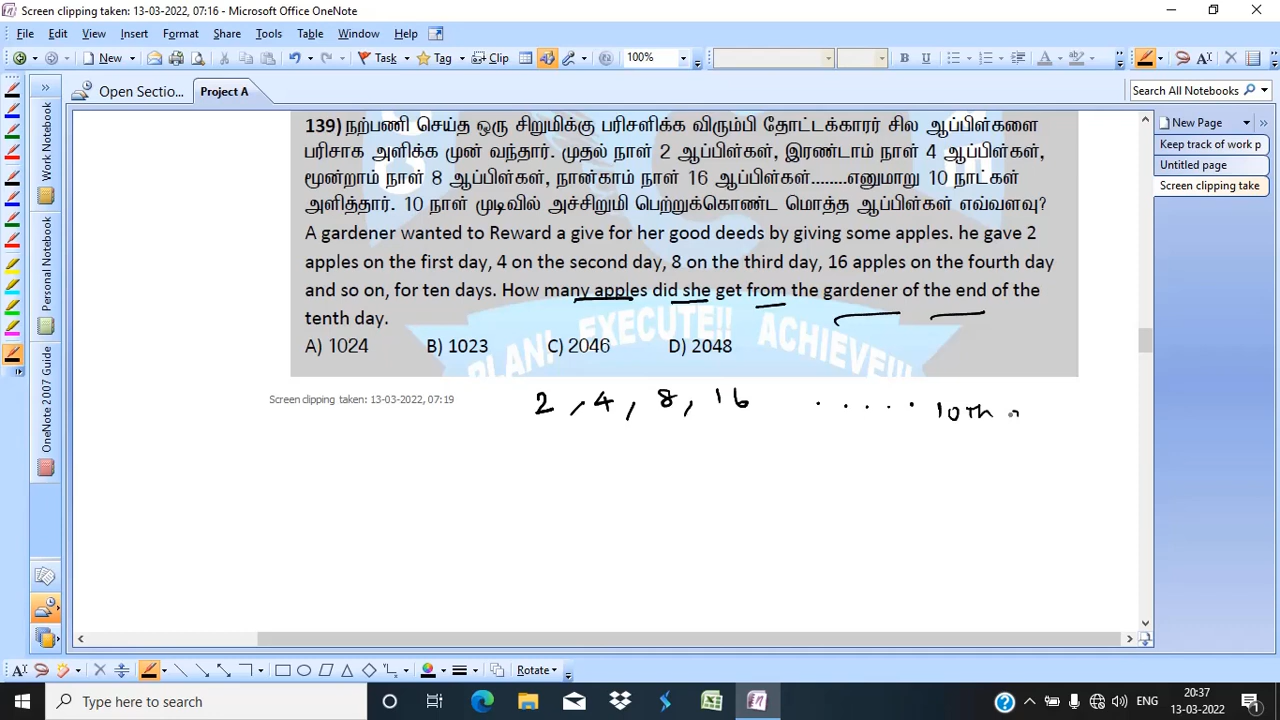 Screen clipping taken: 13-03-2022, 07:16 - Microsoft Office OneNote
File Edit View Insert Format Share Tools Table Window Help
New Task Tag Clip 100%
Open Sectio... Project A Search All Notebooks
New Page
Keep track of work p
Untitled page
Screen clipping take
Work Notebook
Personal Notebook
OneNote 2007 Guide
139) நற்பணி செய்த ஒரு சிறுமிக்கு பரிசளிக்க விரும்பி தோட்டக்காரர் சில ஆப்பிள்களை
பரிசாக அளிக்க முன் வந்தார். முதல் நாள் 2 ஆப்பிள்கள், இரண்டாம் நாள் 4 ஆப்பிள்கள்,
மூன்றாம் நாள் 8 ஆப்பிள்கள், நான்காம் நாள் 16 ஆப்பிள்கள்........எனுமாறு 10 நாட்கள்
அளித்தார். 10 நாள் முடிவில் அச்சிறுமி பெற்றுக்கொண்ட மொத்த ஆப்பிள்கள் எவ்வளவு?
A gardener wanted to Reward a give for her good deeds by giving some apples. he gave 2
apples on the first day, 4 on the second day, 8 on the third day, 16 apples on the fourth day
and so on, for ten days. How many apples did she get from the gardener of the end of the
tenth day.
A) 1024 B) 1023 C) 2046 D) 2048
PLAN! EXECUTE!! ACHIEVE!!!
Screen clipping taken: 13-03-2022, 07:19
2 , 4 , 8 , 16 ..... 10th
Rotate
Type here to search
ENG
20:37
13-03-2022
1